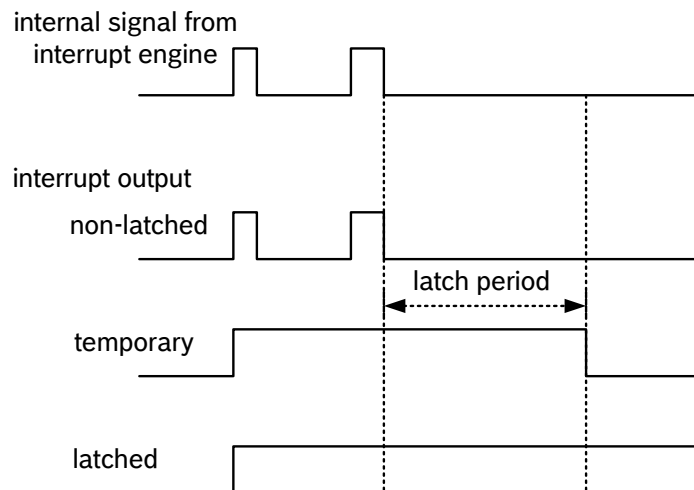 internal signal from
interrupt engine
interrupt output
non-latched
latch period
temporary
latched